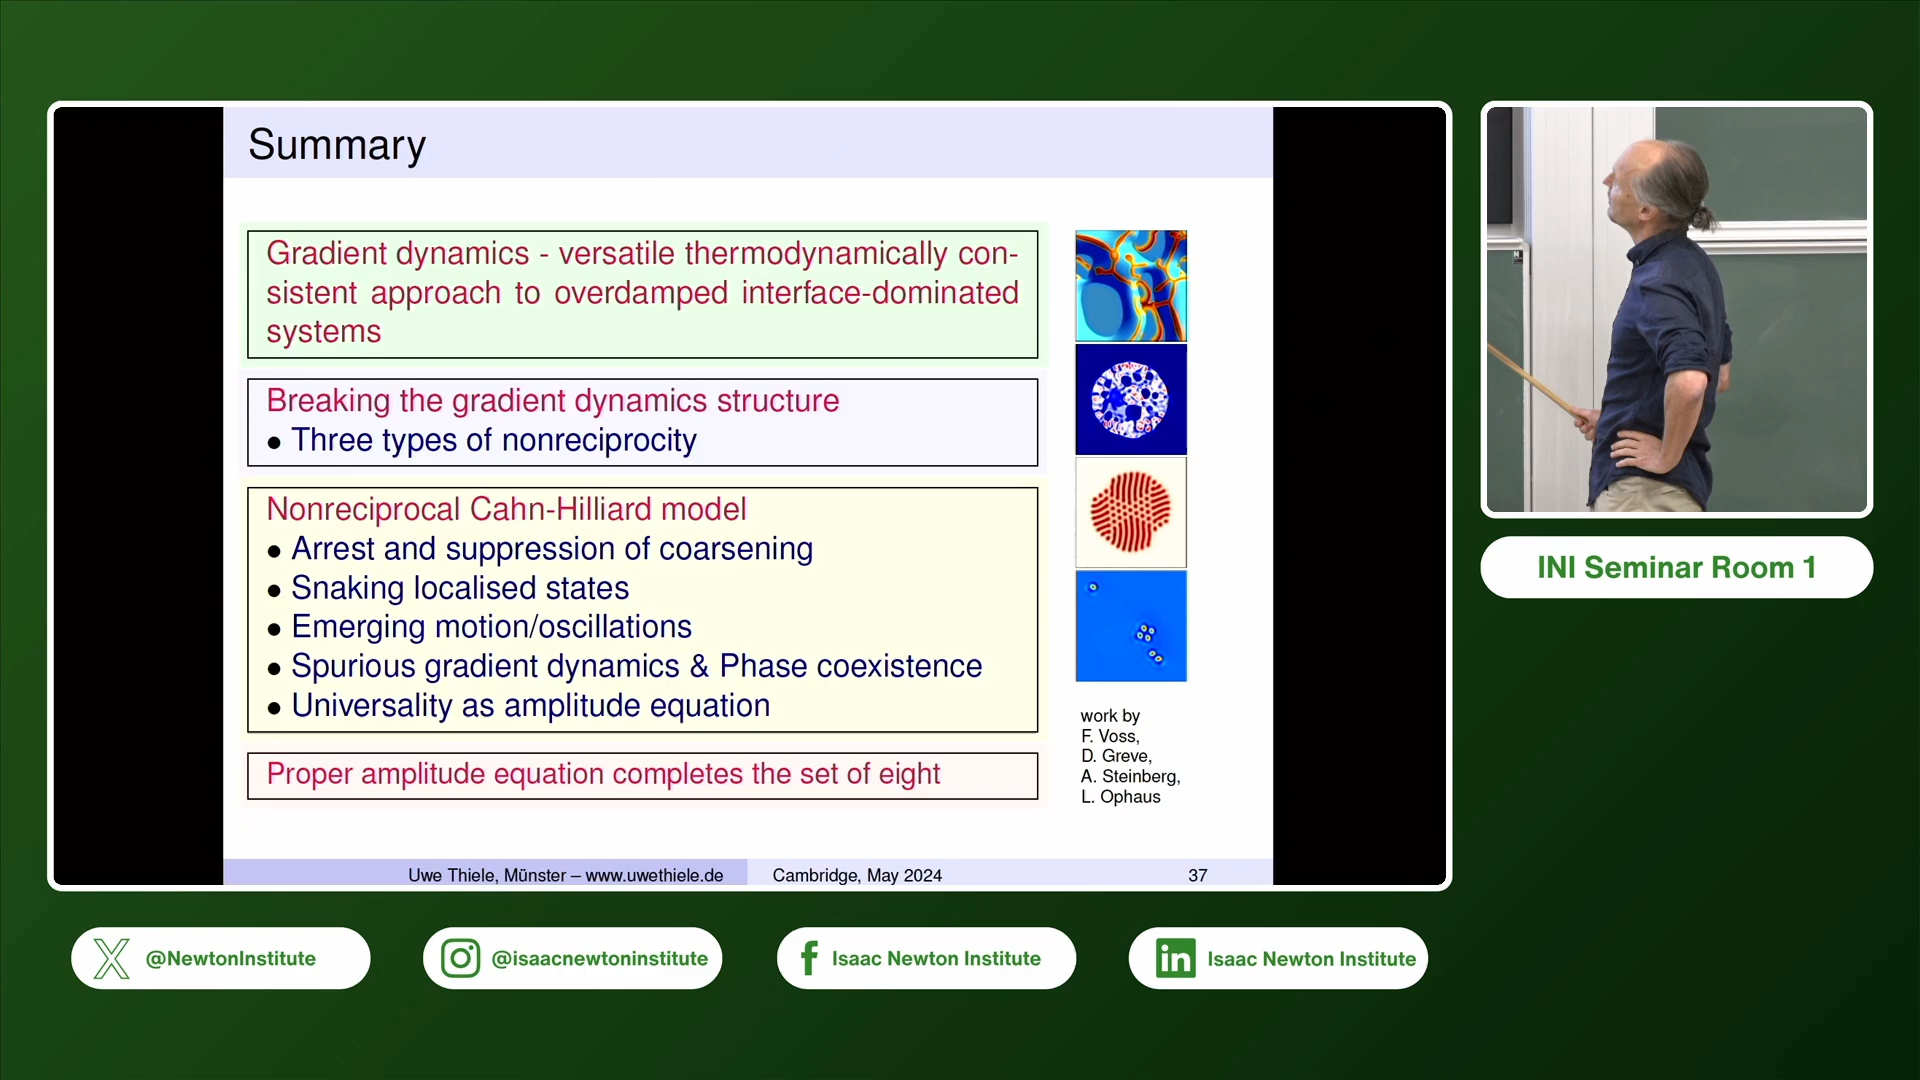 Summary
Gradient dynamics - versatile thermodynamically con-
sistent approach to overdamped interface-dominated
systems
Breaking the gradient dynamics structure
• Three types of nonreciprocity
Nonreciprocal Cahn-Hilliard model
• Arrest and suppression of coarsening
• Snaking localised states
• Emerging motion/oscillations
• Spurious gradient dynamics & Phase coexistence
• Universality as amplitude equation
Proper amplitude equation completes the set of eight
work by
F. Voss,
D. Greve,
A. Steinberg,
L. Ophaus
Uwe Thiele, Münster – www.uwethiele.de
Cambridge, May 2024
37
INI Seminar Room 1
@NewtonInstitute
@isaacnewtoninstitute
Isaac Newton Institute
Isaac Newton Institute